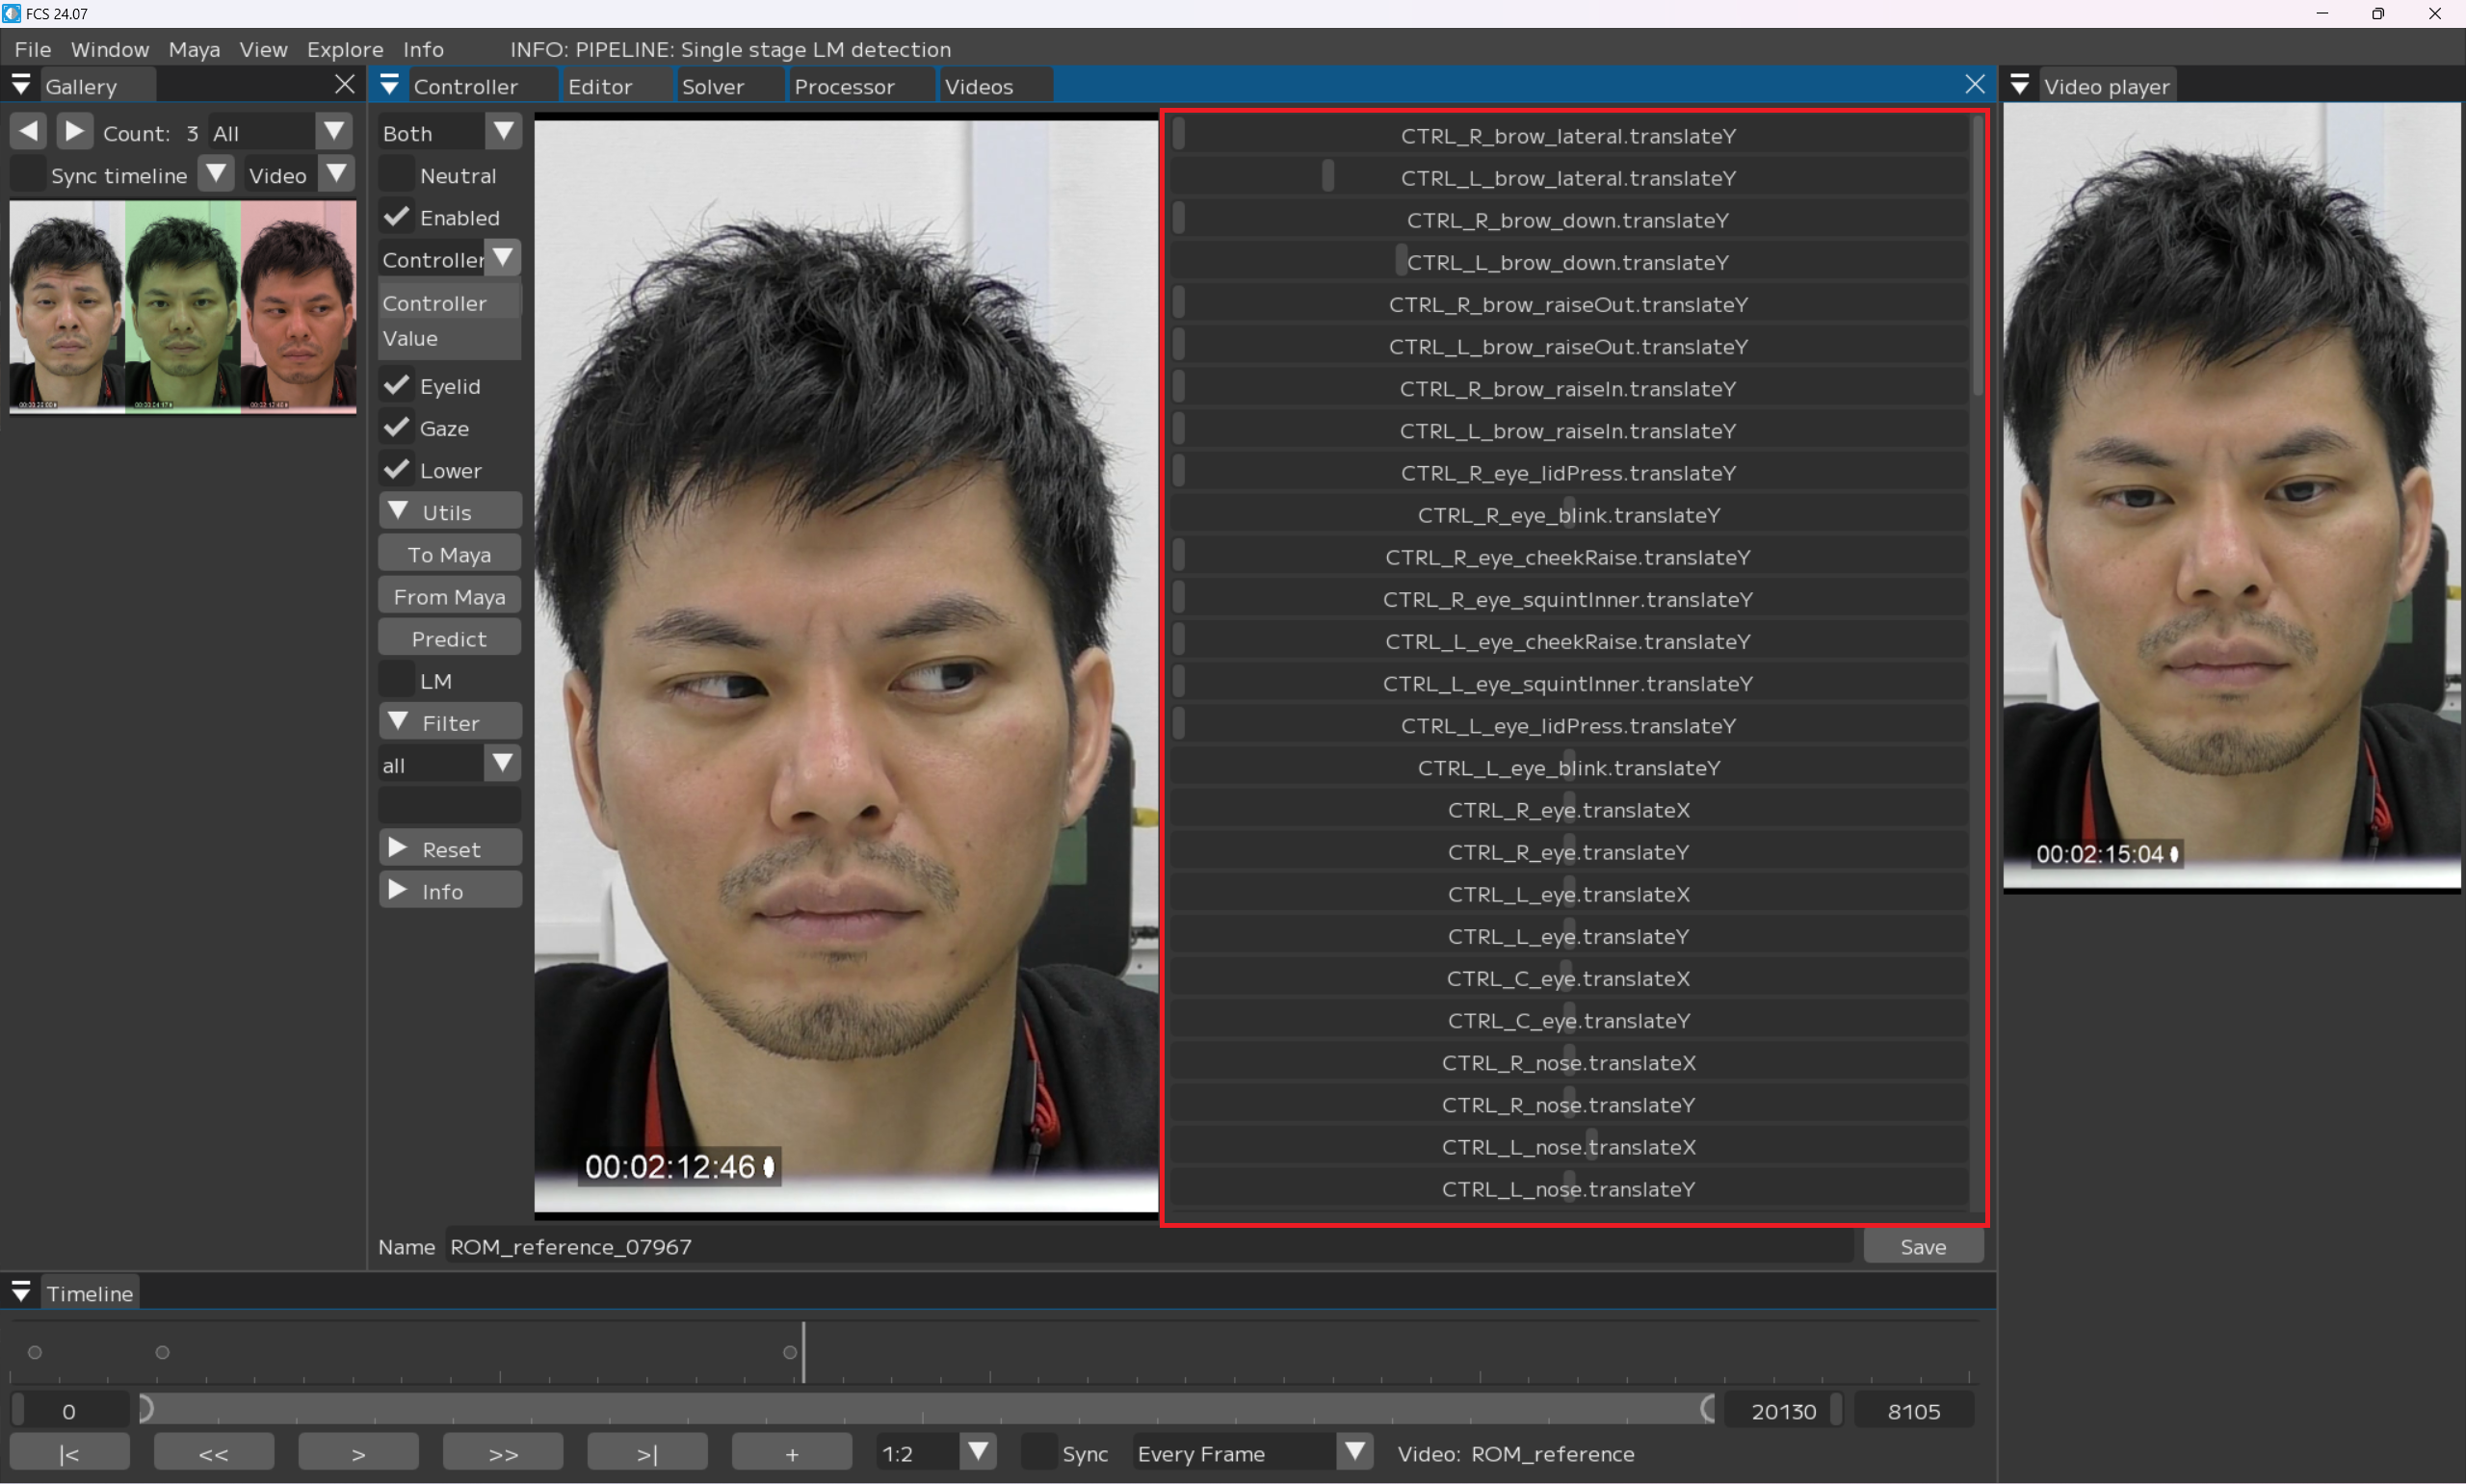 FCS 24.07
File Window Maya View Explore Info INFO: PIPELINE: Single stage LM detection
Gallery
Count: 3 All
Sync timeline Video
Controller Editor Solver Processor Videos
Both
Neutral
Enabled
Controller
Controller
Value
Eyelid
Gaze
Lower
Utils
To Maya
From Maya
Predict
LM
Filter
all
Reset
Info
00:02:12:46
CTRL_R_brow_lateral.translateY
CTRL_L_brow_lateral.translateY
CTRL_R_brow_down.translateY
CTRL_L_brow_down.translateY
CTRL_R_brow_raiseOut.translateY
CTRL_L_brow_raiseOut.translateY
CTRL_R_brow_raiseIn.translateY
CTRL_L_brow_raiseIn.translateY
CTRL_R_eye_lidPress.translateY
CTRL_R_eye_blink.translateY
CTRL_R_eye_cheekRaise.translateY
CTRL_R_eye_squintInner.translateY
CTRL_L_eye_cheekRaise.translateY
CTRL_L_eye_squintInner.translateY
CTRL_L_eye_lidPress.translateY
CTRL_L_eye_blink.translateY
CTRL_R_eye.translateX
CTRL_R_eye.translateY
CTRL_L_eye.translateX
CTRL_L_eye.translateY
CTRL_C_eye.translateX
CTRL_C_eye.translateY
CTRL_R_nose.translateX
CTRL_R_nose.translateY
CTRL_L_nose.translateX
CTRL_L_nose.translateY
Name ROM_reference_07967 Save
Video player
00:02:15:04
Timeline
0 20130 8105
|< << > >> >| + 1:2 Sync Every Frame Video: ROM_reference